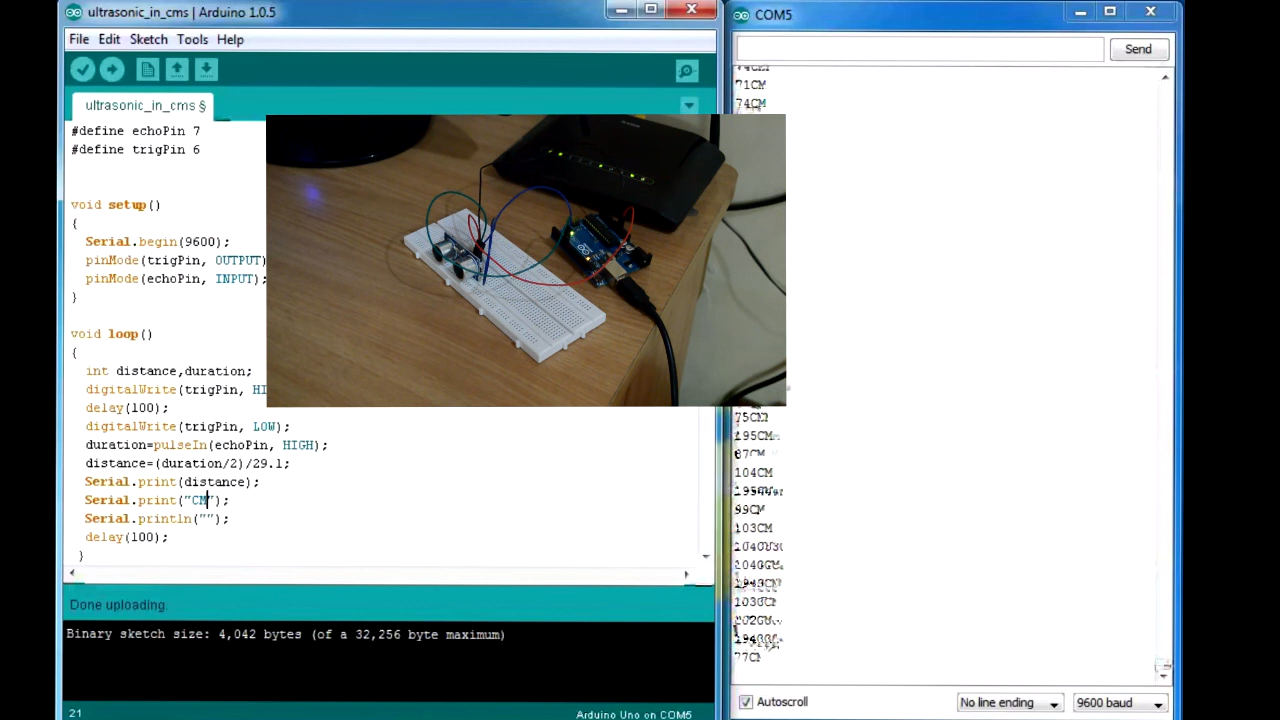 ultrasonic_in_cms | Arduino 1.0.5
File Edit Sketch Tools Help
ultrasonic_in_cms §
#define echoPin 7
#define trigPin 6
void setup()
{
Serial.begin(9600);
pinMode(trigPin, OUTPUT)
pinMode(echoPin, INPUT);
}
void loop()
{
int distance,duration;
digitalWrite(trigPin, HI
delay(100);
digitalWrite(trigPin, LOW);
duration=pulseIn(echoPin, HIGH);
distance=(duration/2)/29.1;
Serial.print(distance);
Serial.print("CM");
Serial.println("");
delay(100);
}
Done uploading.
Binary sketch size: 4,042 bytes (of a 32,256 byte maximum)
21
Arduino Uno on COM5
COM5
Send
71CM
74CM
75CM
195CM
104CM
99CM
103CM
Autoscroll
No line ending
9600 baud